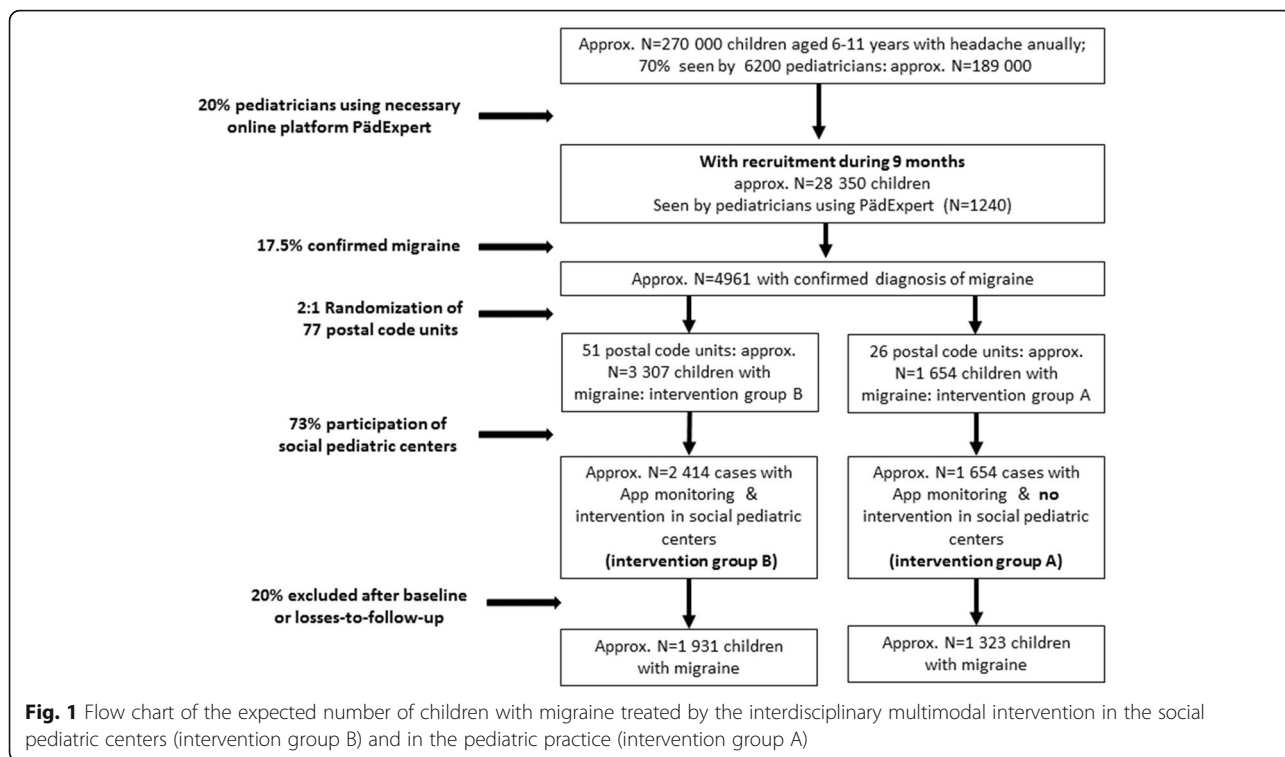 Approx. N=270 000 children aged 6-11 years with headache anually;
70% seen by 6200 pediatricians: approx. N=189 000
20% pediatricians using necessary
online platform PädExpert
With recruitment during 9 months
approx. N=28 350 children
Seen by pediatricians using PädExpert (N=1240)
17.5% confirmed migraine
Approx. N=4961 with confirmed diagnosis of migraine
2:1 Randomization of
77 postal code units
51 postal code units: approx.
N=3 307 children with
migraine: intervention group B
26 postal code units: approx.
N=1 654 children with
migraine: intervention group A
73% participation of
social pediatric centers
Approx. N=2 414 cases with
App monitoring &
intervention in social pediatric
centers
(intervention group B)
Approx. N=1 654 cases with
App monitoring & no
intervention in social pediatric
centers
(intervention group A)
20% excluded after baseline
or losses-to-follow-up
Approx. N=1 931 children
with migraine
Approx. N=1 323 children
with migraine
Fig. 1 Flow chart of the expected number of children with migraine treated by the interdisciplinary multimodal intervention in the social
pediatric centers (intervention group B) and in the pediatric practice (intervention group A)